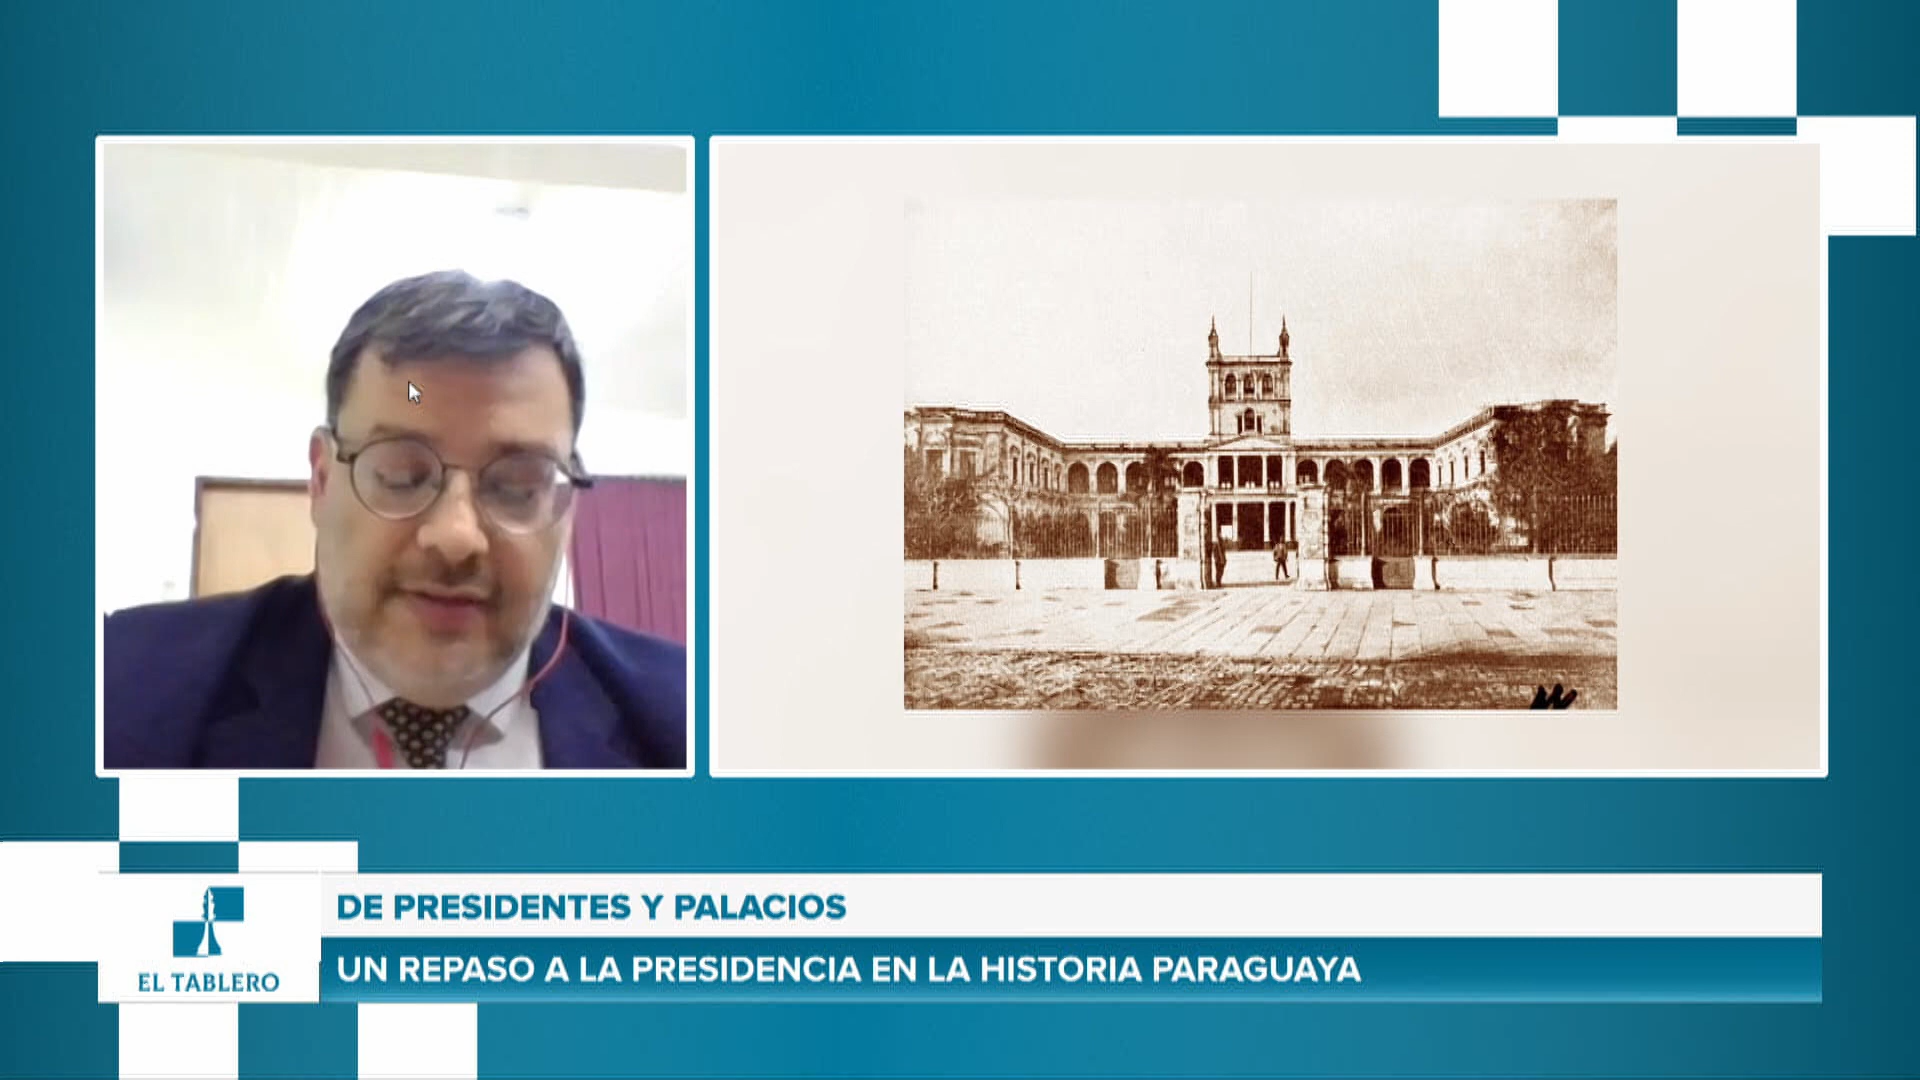 DE PRESIDENTES Y PALACIOS
UN REPASO A LA PRESIDENCIA EN LA HISTORIA PARAGUAYA
EL TABLERO